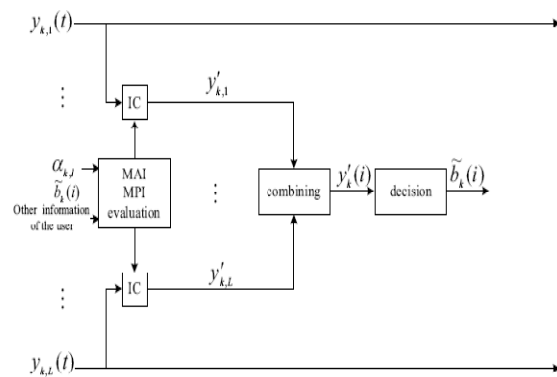 y_{k,1}(t)
⋮
IC
y'_{k,1}
α_{k,l}
b̃_k(i)
Other information
of the user
MAI
MPI
evaluation
⋮
combining
y'_k(i)
decision
b̃_k(i)
⋮
IC
y'_{k,L}
y_{k,L}(t)